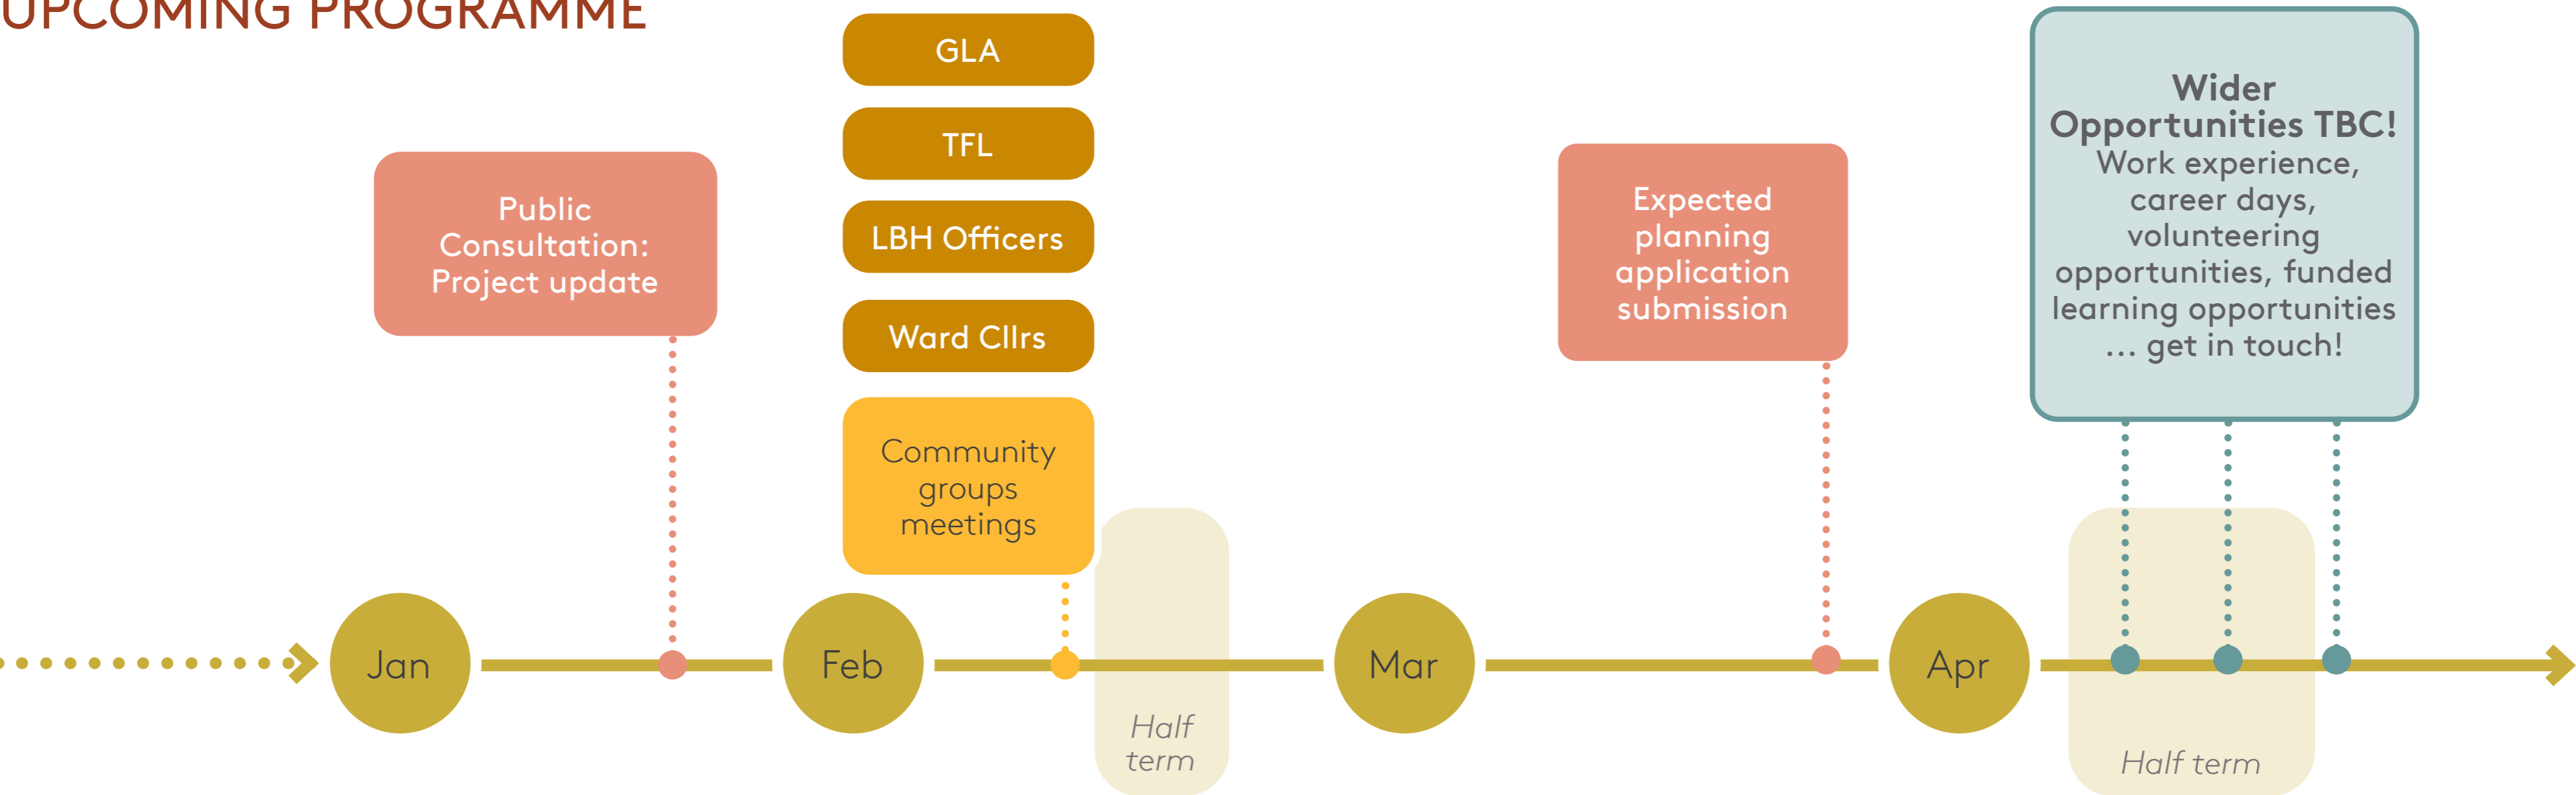 UPCOMING PROGRAMME
Public
Consultation:
Project update
GLA
TFL
LBH Officers
Ward Cllrs
Community
groups
meetings
Expected
planning
application
submission
Wider
Opportunities TBC!
Work experience,
career days,
volunteering
opportunities, funded
learning opportunities
... get in touch!
Jan
Feb
Mar
Apr
Half
term
Half term